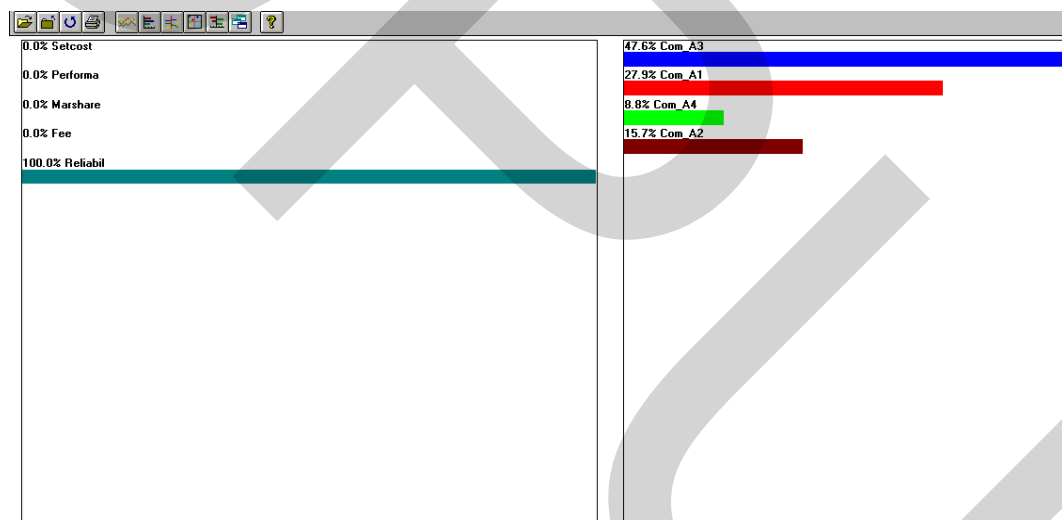 0.0% Setcost
0.0% Performa
0.0% Marshare
0.0% Fee
100.0% Reliabil
47.6% Com_A3
27.9% Com_A1
8.8% Com_A4
15.7% Com_A2